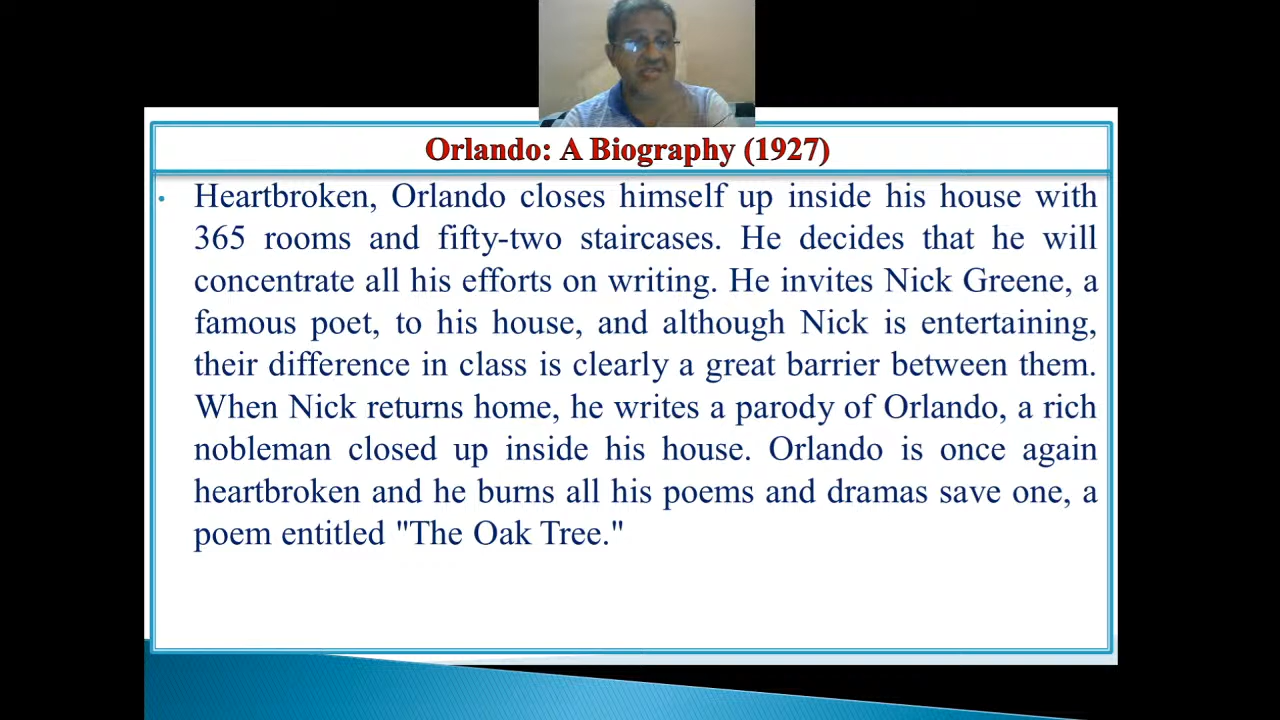 Orlando: A Biography (1927)
• Heartbroken, Orlando closes himself up inside his house with
365 rooms and fifty-two staircases. He decides that he will
concentrate all his efforts on writing. He invites Nick Greene, a
famous poet, to his house, and although Nick is entertaining,
their difference in class is clearly a great barrier between them.
When Nick returns home, he writes a parody of Orlando, a rich
nobleman closed up inside his house. Orlando is once again
heartbroken and he burns all his poems and dramas save one, a
poem entitled "The Oak Tree."